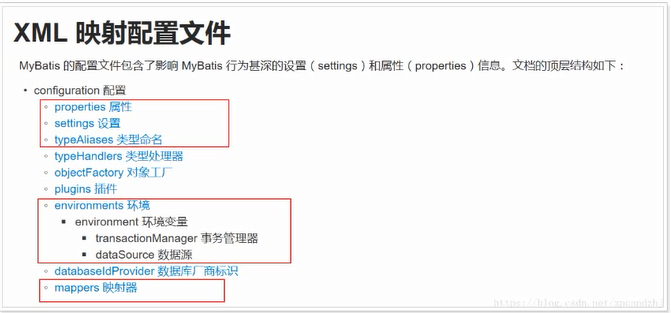 XML 映射配置文件
MyBatis 的配置文件包含了影响 MyBatis 行为甚深的设置（settings）和属性（properties）信息。文档的顶层结构如下：
configuration 配置
properties 属性
settings 设置
typeAliases 类型命名
typeHandlers 类型处理器
objectFactory 对象工厂
plugins 插件
environments 环境
environment 环境变量
transactionManager 事务管理器
dataSource 数据源
databaseIdProvider 数据库厂商标识
mappers 映射器